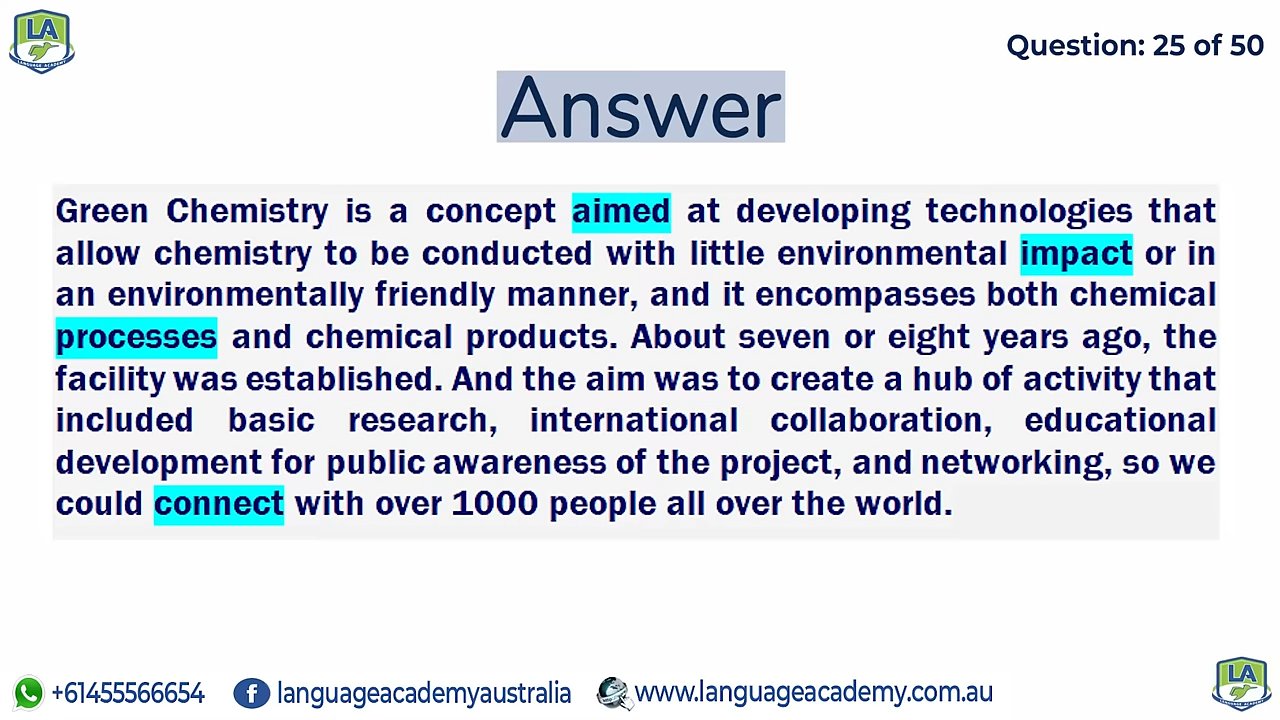 LA
LANGUAGE ACADEMY
Question: 25 of 50
Answer
Green Chemistry is a concept aimed at developing technologies that
allow chemistry to be conducted with little environmental impact or in
an environmentally friendly manner, and it encompasses both chemical
processes and chemical products. About seven or eight years ago, the
facility was established. And the aim was to create a hub of activity that
included basic research, international collaboration, educational
development for public awareness of the project, and networking, so we
could connect with over 1000 people all over the world.
+61455566654 languageacademyaustralia www.languageacademy.com.au
LA